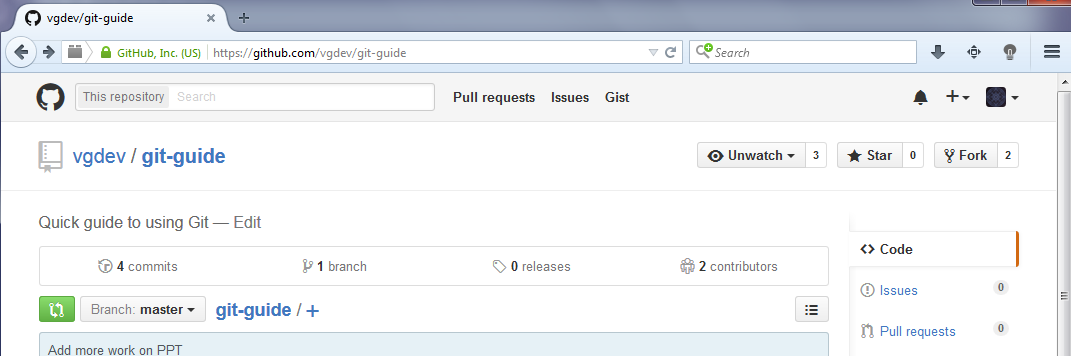 vgdev/git-guide
GitHub, Inc. (US) https://github.com/vgdev/git-guide Search
This repository Search Pull requests Issues Gist
vgdev / git-guide Unwatch 3 Star 0 Fork 2
Quick guide to using Git — Edit
Code
4 commits 1 branch 0 releases 2 contributors
Issues 0
Branch: master git-guide / +
Pull requests 0
Add more work on PPT